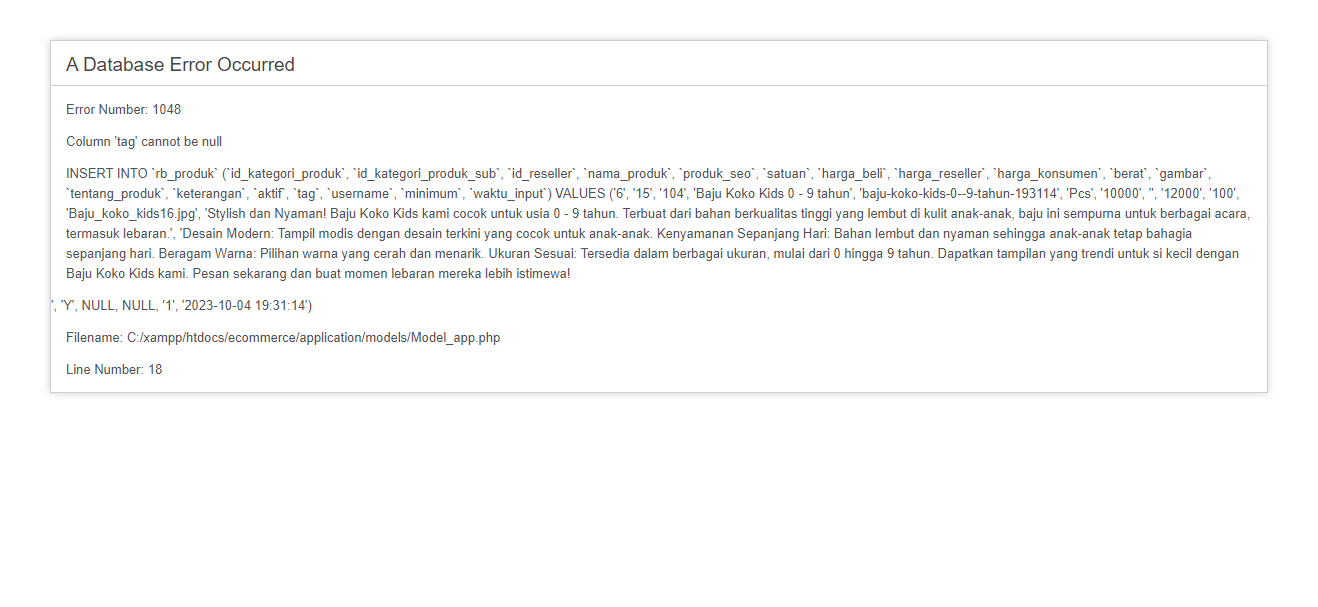 A Database Error Occurred
Error Number: 1048
Column 'tag' cannot be null
INSERT INTO `rb_produk` (`id_kategori_produk`, `id_kategori_produk_sub`, `id_reseller`, `nama_produk`, `produk_seo`, `satuan`, `harga_beli`, `harga_reseller`, `harga_konsumen`, `berat`, `gambar`,
`tentang_produk`, `keterangan`, `aktif`, `tag`, `username`, `minimum`, `waktu_input`) VALUES ('6', '15', '104', 'Baju Koko Kids 0 - 9 tahun', 'baju-koko-kids-0--9-tahun-193114', 'Pcs', '10000', '', '12000', '100',
'Baju_koko_kids16.jpg', 'Stylish dan Nyaman! Baju Koko Kids kami cocok untuk usia 0 - 9 tahun. Terbuat dari bahan berkualitas tinggi yang lembut di kulit anak-anak, baju ini sempurna untuk berbagai acara,
termasuk lebaran.', 'Desain Modern: Tampil modis dengan desain terkini yang cocok untuk anak-anak. Kenyamanan Sepanjang Hari: Bahan lembut dan nyaman sehingga anak-anak tetap bahagia
sepanjang hari. Beragam Warna: Pilihan warna yang cerah dan menarik. Ukuran Sesuai: Tersedia dalam berbagai ukuran, mulai dari 0 hingga 9 tahun. Dapatkan tampilan yang trendi untuk si kecil dengan
Baju Koko Kids kami. Pesan sekarang dan buat momen lebaran mereka lebih istimewa!
', 'Y', NULL, NULL, '1', '2023-10-04 19:31:14')
Filename: C:/xampp/htdocs/ecommerce/application/models/Model_app.php
Line Number: 18